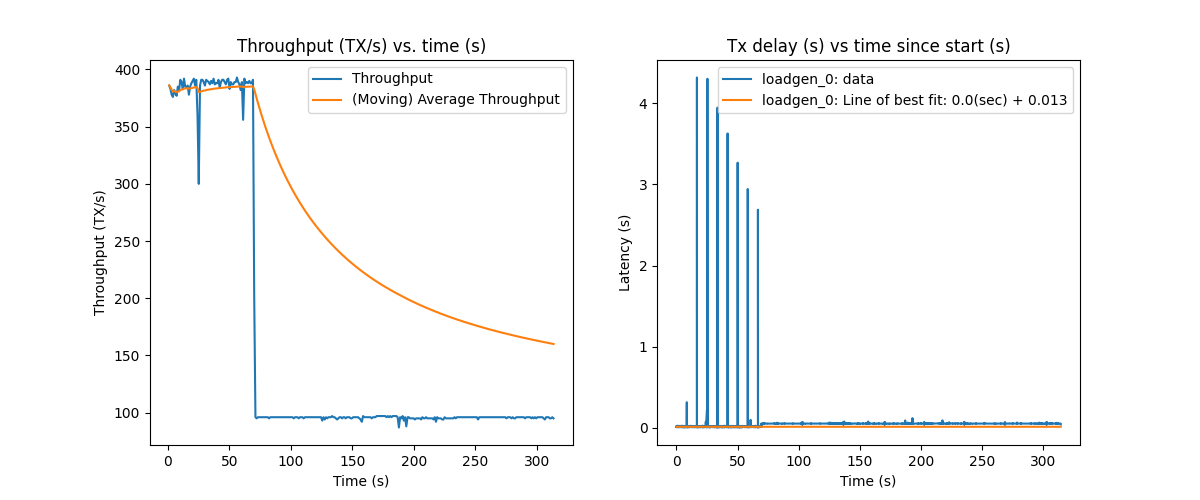 Throughput (TX/s) vs. time (s)
400
350
300
250
200
150
100
Throughput (TX/s)
Throughput
(Moving) Average Throughput
0 50 100 150 200 250 300
Time (s)
Tx delay (s) vs time since start (s)
4
3
2
1
0
Latency (s)
loadgen_0: data
loadgen_0: Line of best fit: 0.0(sec) + 0.013
0 50 100 150 200 250 300
Time (s)